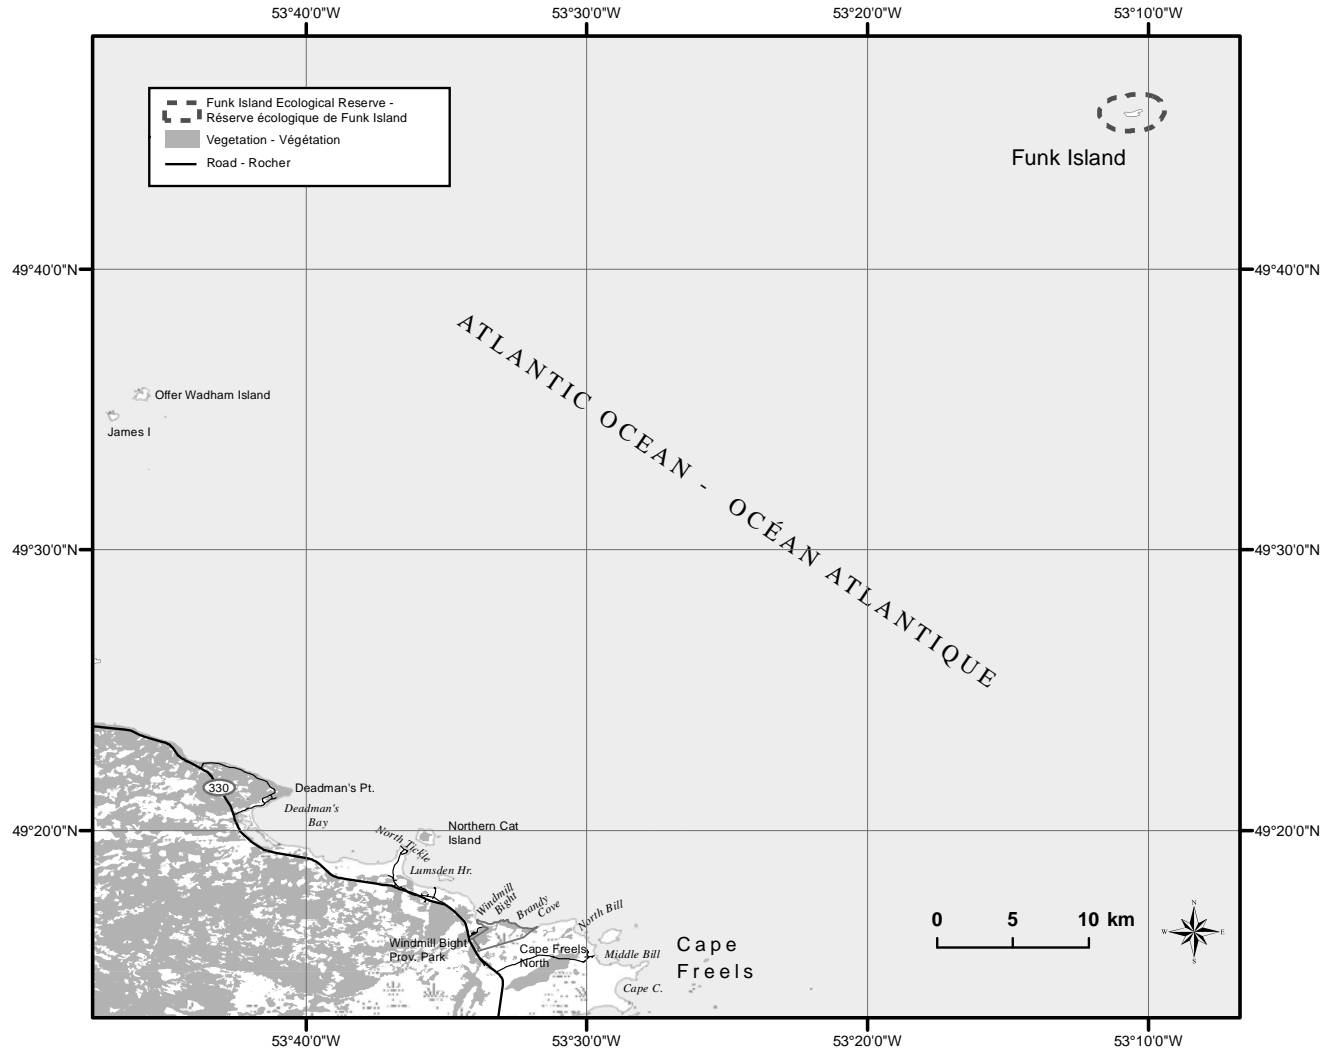 53°40'0"W
53°30'0"W
53°20'0"W
53°10'0"W
Funk Island Ecological Reserve -
Réserve écologique de Funk Island
Vegetation - Végétation
Road - Rocher
Funk Island
49°40'0"N
49°40'0"N
ATLANTIC OCEAN - OCÉAN ATLANTIQUE
Offer Wadham Island
James I
49°30'0"N
49°30'0"N
330
Deadman's Pt.
Deadman's
Bay
49°20'0"N
49°20'0"N
Northern Cat
Island
North Tickle
Lumsden Hr.
Windmill
Bight
Brandy
Cove
North Bill
Windmill Bight
Prov. Park
Cape Freels
North
Middle Bill
Cape
Freels
Cape C.
0 5 10 km
N
W E
S
53°40'0"W
53°30'0"W
53°20'0"W
53°10'0"W